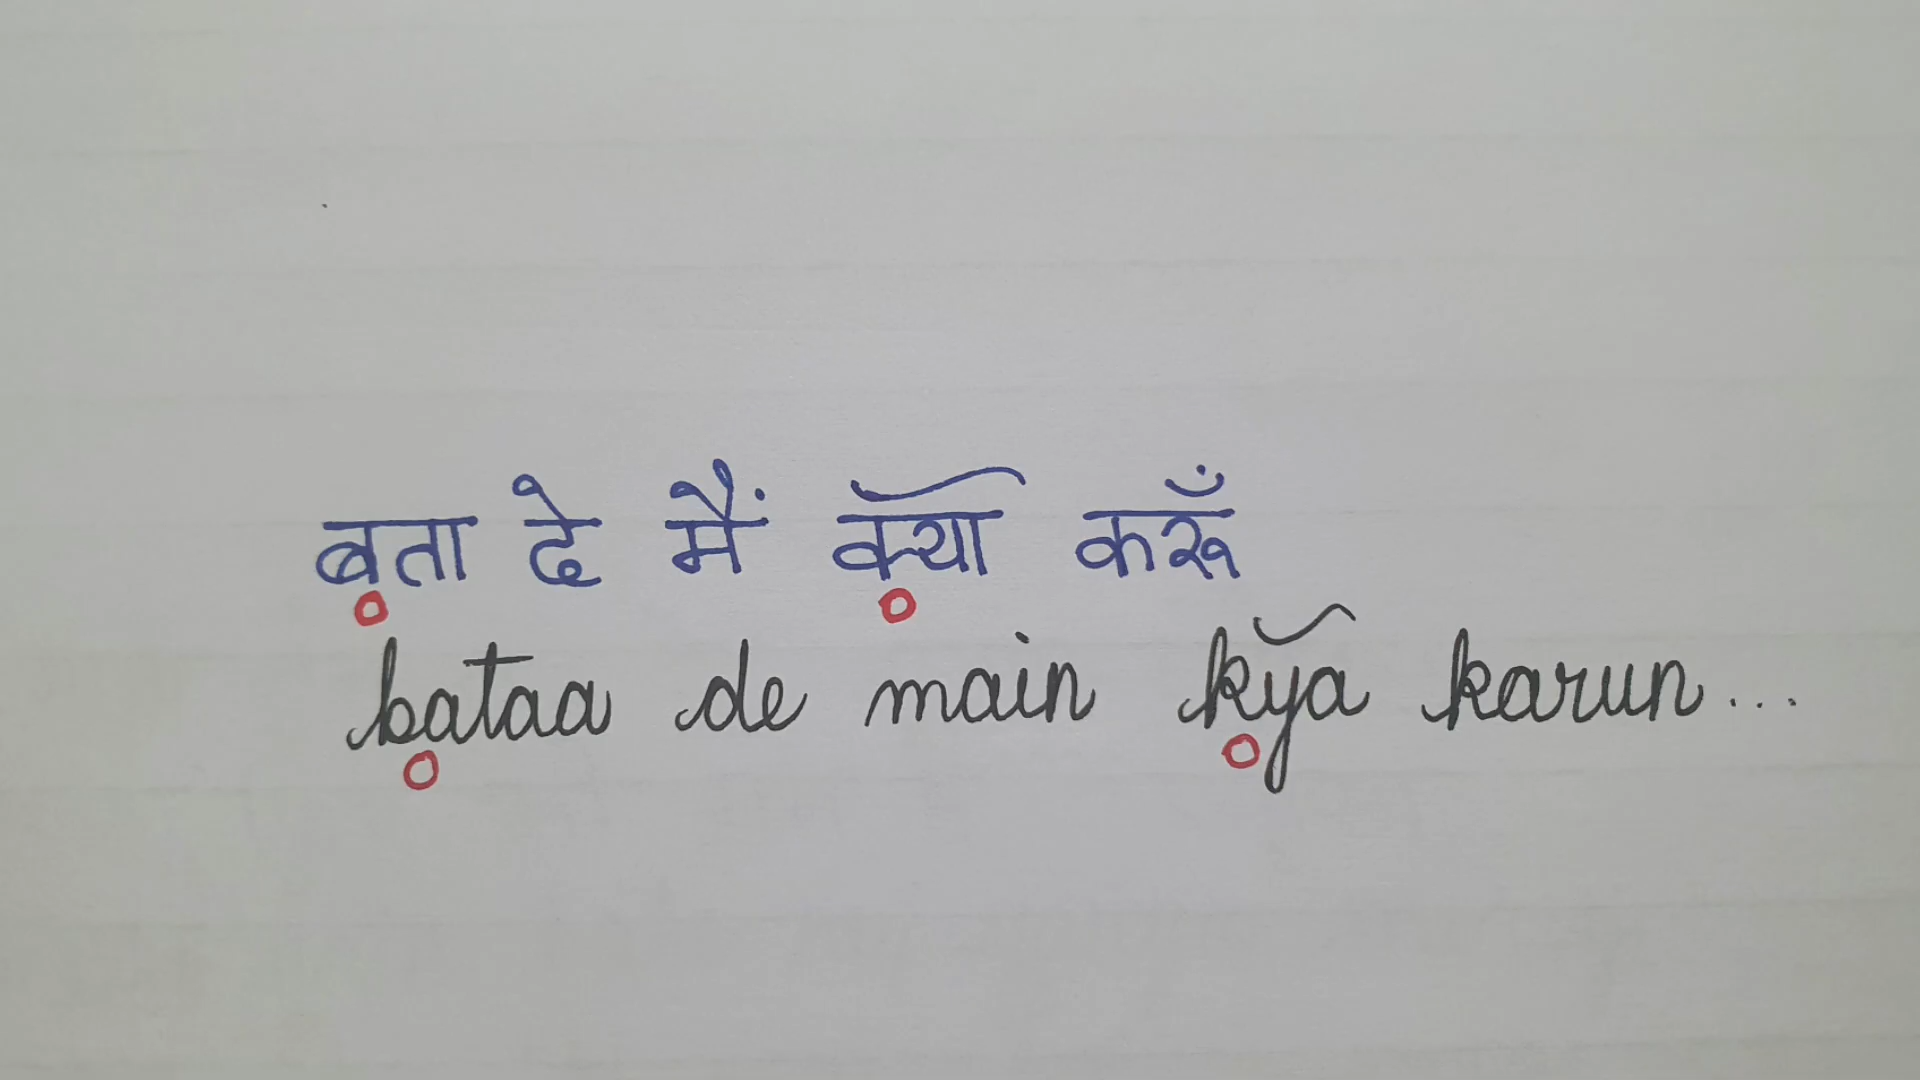 बता दे मैं क्या करूँ
bataa de main kya karun...